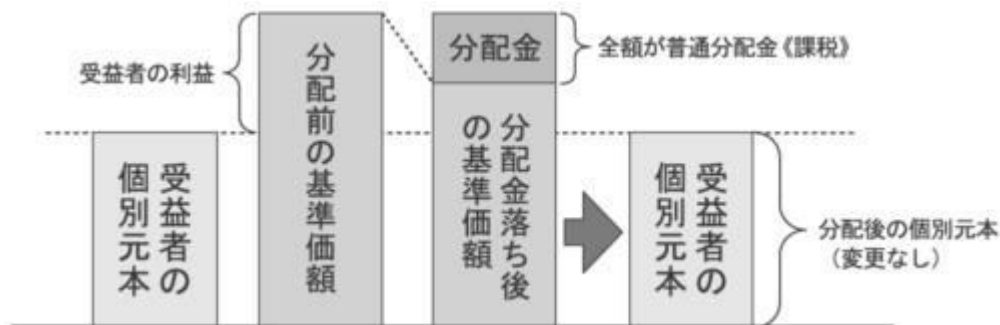 受益者の利益
受益者の
個別元本
分配前の基準価額
分配金
全額が普通分配金《課税》
分配金落ち後
の基準価額
受益者の
個別元本
分配後の個別元本
（変更なし）